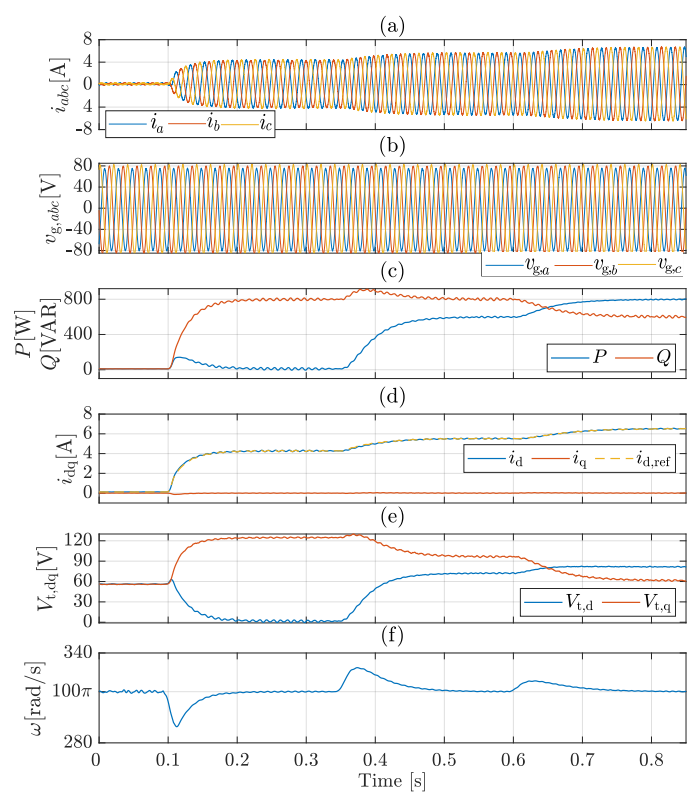 (a)
i_abc[A]
8
4
0
4
-8
i_a i_b i_c
(b)
v_g,abc[V]
80
40
0
-40
-80
v_g,a v_g,b v_g,c
(c)
P[W]
Q[VAR]
800
400
0
P Q
(d)
i_dq[A]
8
4
0
i_d i_q i_d,ref
(e)
V_t,dq[V]
120
90
60
30
0
V_t,d V_t,q
(f)
ω[rad/s]
340
100π
280
0 0.1 0.2 0.3 0.4 0.5 0.6 0.7 0.8
Time [s]